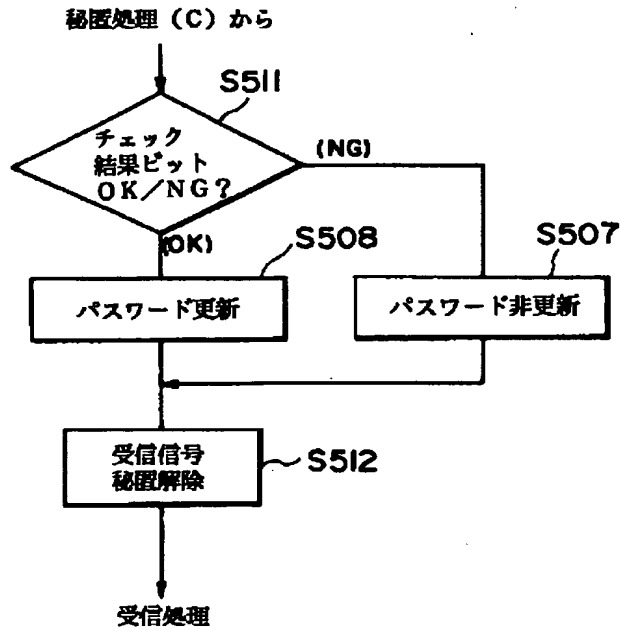 秘匿処理（C）から
S511
チェック
結果ビット
OK／NG？
(NG)
(OK)
S508
S507
パスワード更新
パスワード非更新
受信信号
秘匿解除
S512
受信処理